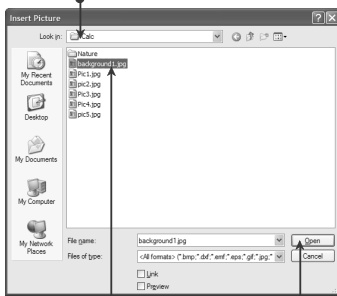 Insert Picture
Look in: Calc
Nature
background1.jpg
Pic1.jpg
pic2.jpg
Pic3.jpg
pic4.jpg
pic5.jpg
My Recent
Documents
Desktop
My Documents
My Computer
My Network
Places
File name: background1.jpg Open
Files of type: <All formats> (*.bmp;*.dxf;*.emf;*.eps;*.gif;*.jpg;* Cancel
Link
Preview